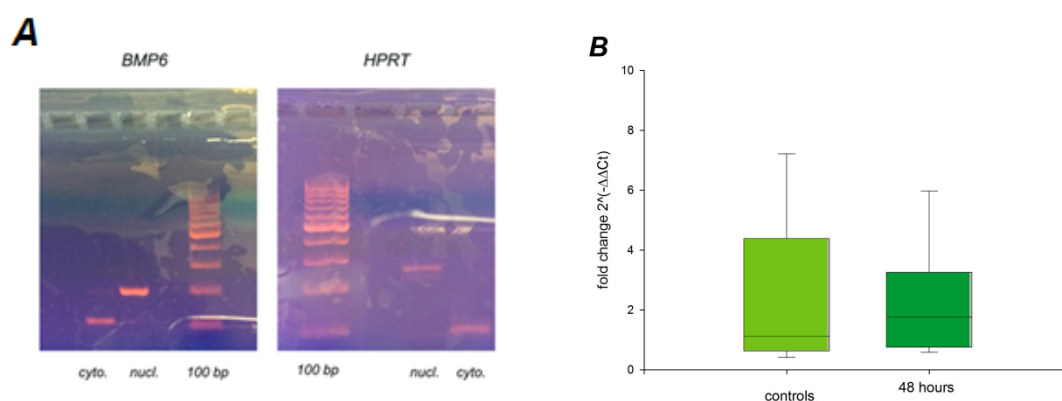 A
BMP6 HPRT
cyto. nucl. 100 bp
100 bp nucl. cyto.
B
fold change 2^(-ΔΔCt)
10
8
6
4
2
0
controls
48 hours